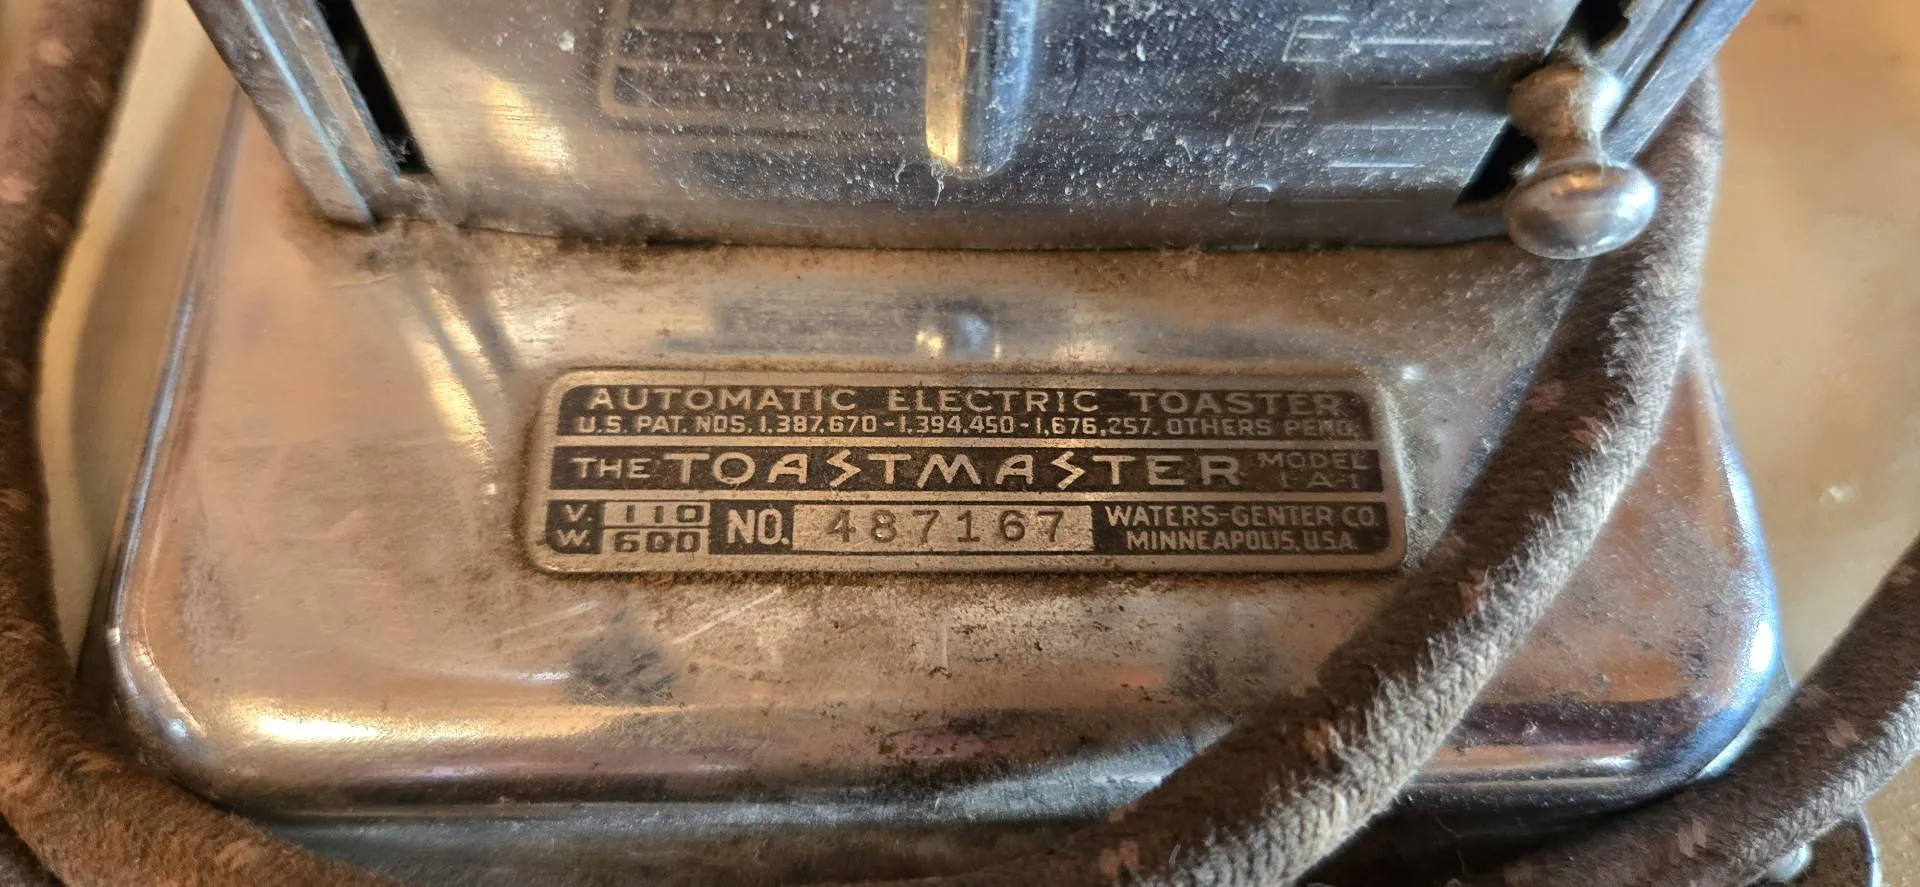 AUTOMATIC ELECTRIC TOASTER
U.S. PAT. NOS. 1,387,670 - 1,394,450 - 1,676,257. OTHERS PEND.
THE TOASTMASTER MODEL 1-A-1
V. 110
W. 600
NO. 487167
WATERS-GENTER CO.
MINNEAPOLIS, U.S.A.